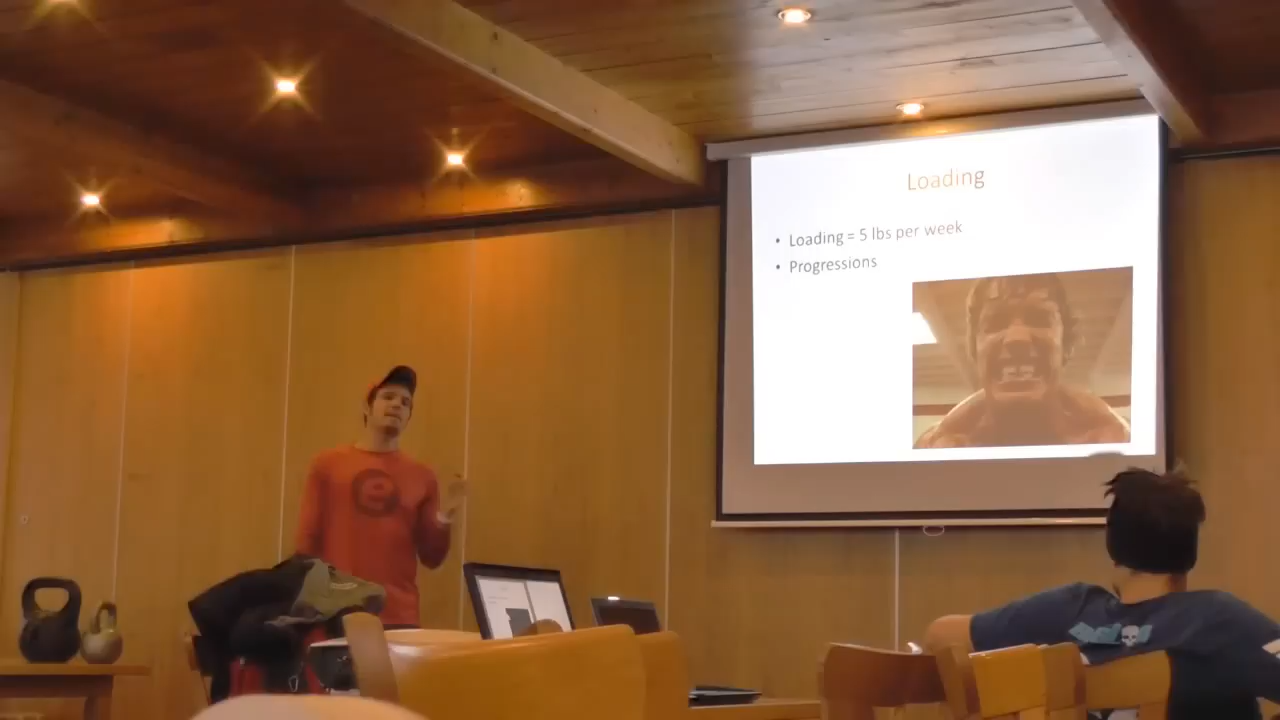 Loading
• Loading = 5 lbs per week
• Progressions
e